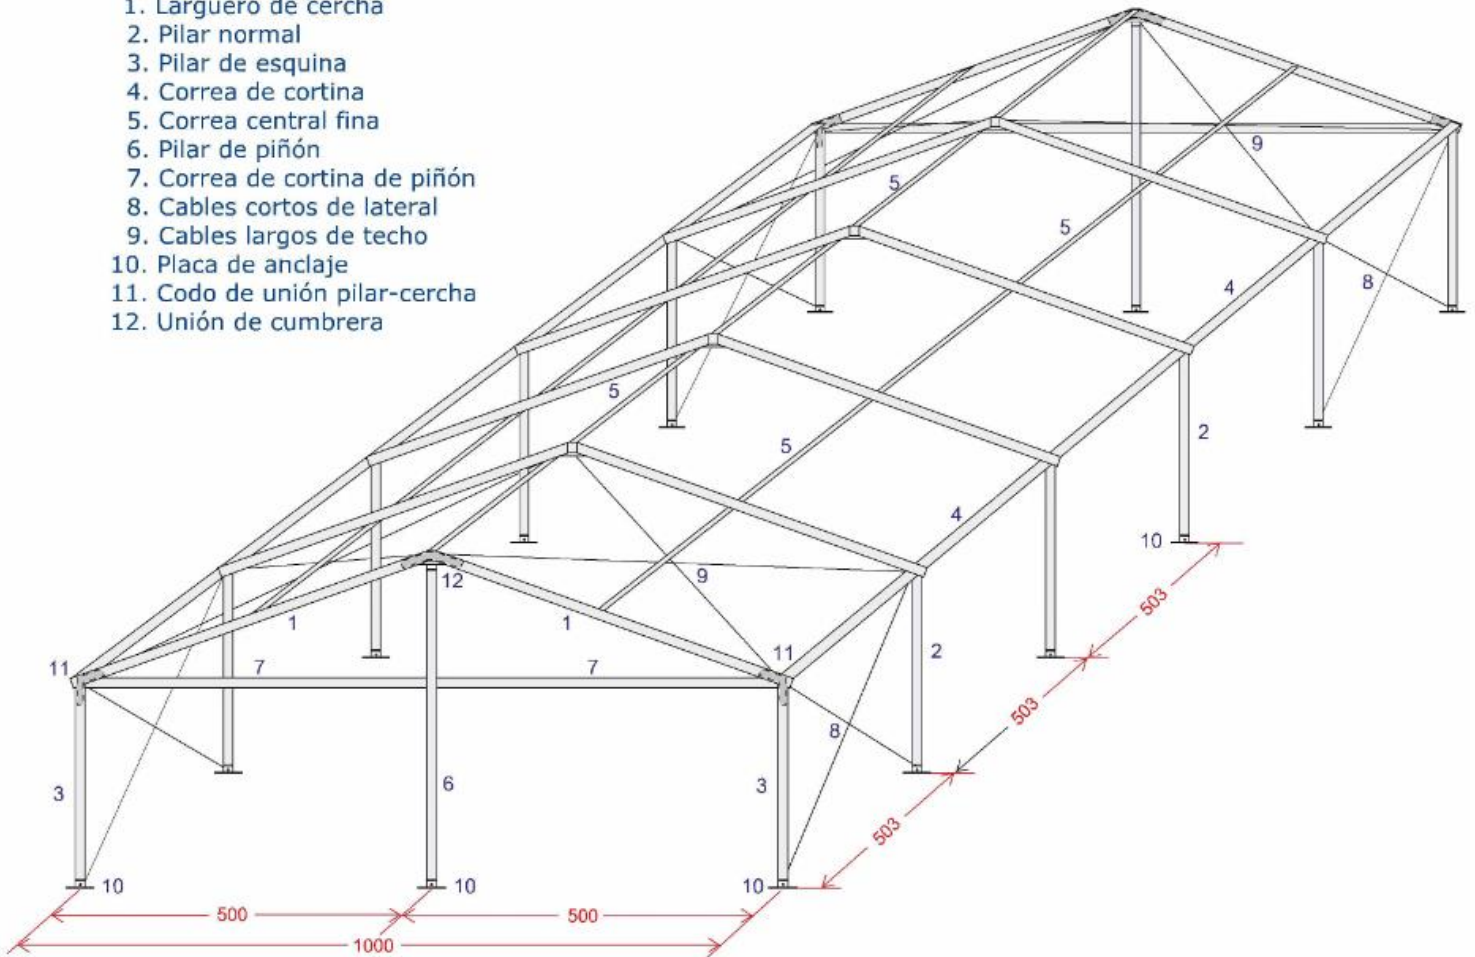 1. Larguero de cercha
2. Pilar normal
3. Pilar de esquina
4. Correa de cortina
5. Correa central fina
6. Pilar de piñón
7. Correa de cortina de piñón
8. Cables cortos de lateral
9. Cables largos de techo
10. Placa de anclaje
11. Codo de unión pilar-cercha
12. Unión de cumbrera
9
5
5
8
4
5
2
5
4
10
9
12
503
1
1
11
7
7
11
2
503
8
3
6
3
503
10
10
10
500
500
1000